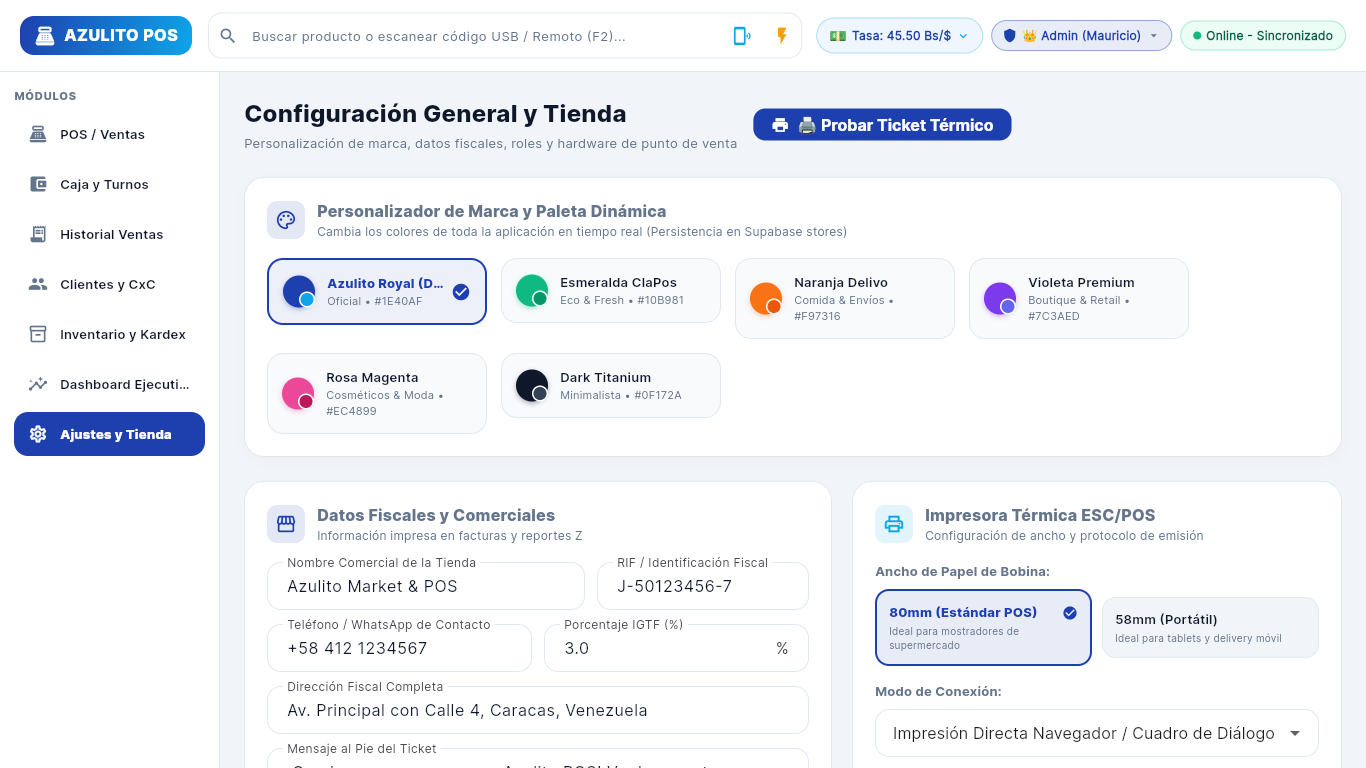 AZULITO POS
Buscar producto o escanear código USB / Remoto (F2)...
Tasa: 45.50 Bs/$
Admin (Mauricio)
Online - Sincronizado
MÓDULOS
POS / Ventas
Caja y Turnos
Historial Ventas
Clientes y CxC
Inventario y Kardex
Dashboard Ejecuti...
Ajustes y Tienda
Configuración General y Tienda
Personalización de marca, datos fiscales, roles y hardware de punto de venta
Probar Ticket Térmico
Personalizador de Marca y Paleta Dinámica
Cambia los colores de toda la aplicación en tiempo real (Persistencia en Supabase stores)
Azulito Royal (D...
Oficial • #1E40AF
Esmeralda ClaPos
Eco & Fresh • #10B981
Naranja Delivo
Comida & Envíos •
#F97316
Violeta Premium
Boutique & Retail •
#7C3AED
Rosa Magenta
Cosméticos & Moda •
#EC4899
Dark Titanium
Minimalista • #0F172A
Datos Fiscales y Comerciales
Información impresa en facturas y reportes Z
Nombre Comercial de la Tienda
Azulito Market & POS
RIF / Identificación Fiscal
J-50123456-7
Teléfono / WhatsApp de Contacto
+58 412 1234567
Porcentaje IGTF (%)
3.0 %
Dirección Fiscal Completa
Av. Principal con Calle 4, Caracas, Venezuela
Mensaje al Pie del Ticket
Impresora Térmica ESC/POS
Configuración de ancho y protocolo de emisión
Ancho de Papel de Bobina:
80mm (Estándar POS)
Ideal para mostradores de
supermercado
58mm (Portátil)
Ideal para tablets y delivery móvil
Modo de Conexión:
Impresión Directa Navegador / Cuadro de Diálogo